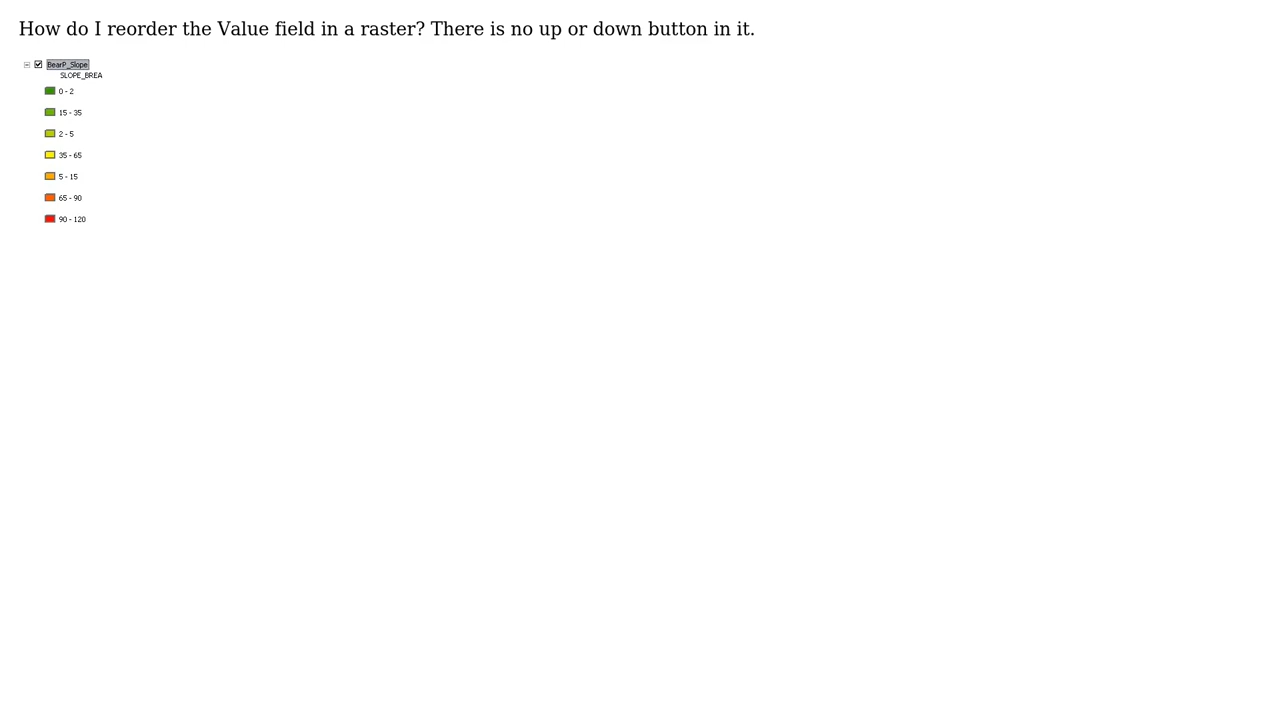 How do I reorder the Value field in a raster? There is no up or down button in it.
BearP_Slope
SLOPE_BREA
0 - 2
15 - 35
2 - 5
35 - 65
5 - 15
65 - 90
90 - 120